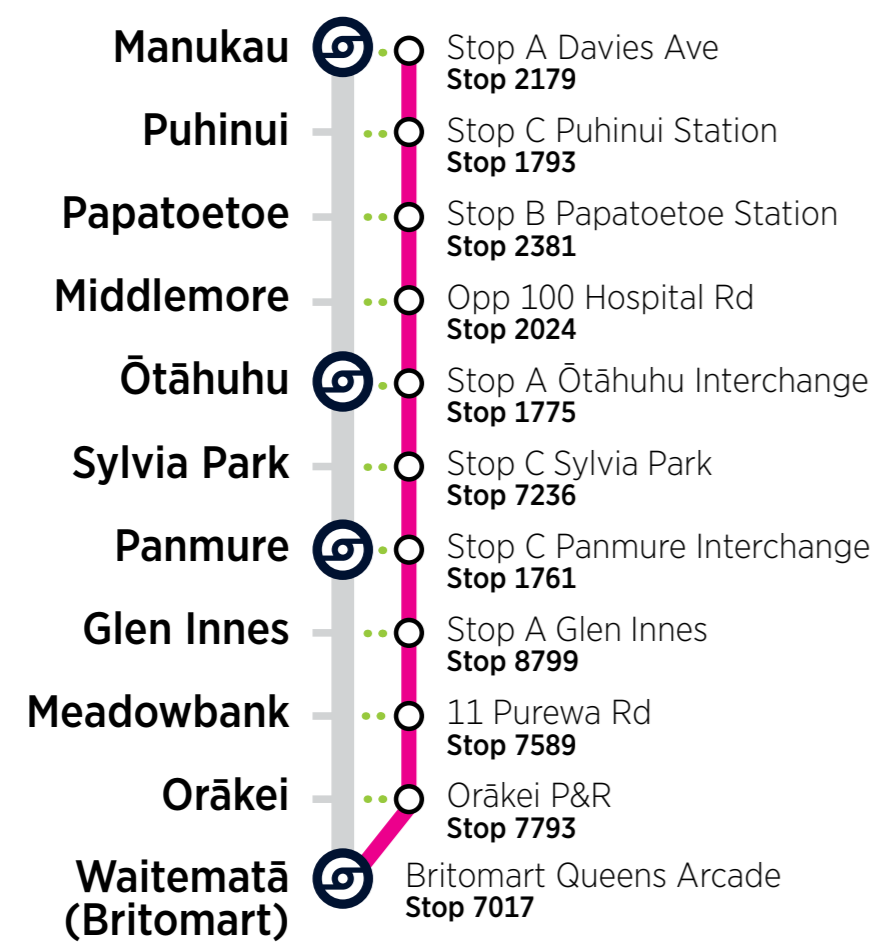 Manukau
Stop A Davies Ave
Stop 2179
Puhinui
Stop C Puhinui Station
Stop 1793
Papatoetoe
Stop B Papatoetoe Station
Stop 2381
Middlemore
Opp 100 Hospital Rd
Stop 2024
Ōtāhuhu
Stop A Ōtāhuhu Interchange
Stop 1775
Sylvia Park
Stop C Sylvia Park
Stop 7236
Panmure
Stop C Panmure Interchange
Stop 1761
Glen Innes
Stop A Glen Innes
Stop 8799
Meadowbank
11 Purewa Rd
Stop 7589
Orākei
Orākei P&R
Stop 7793
Waitematā
(Britomart)
Britomart Queens Arcade
Stop 7017